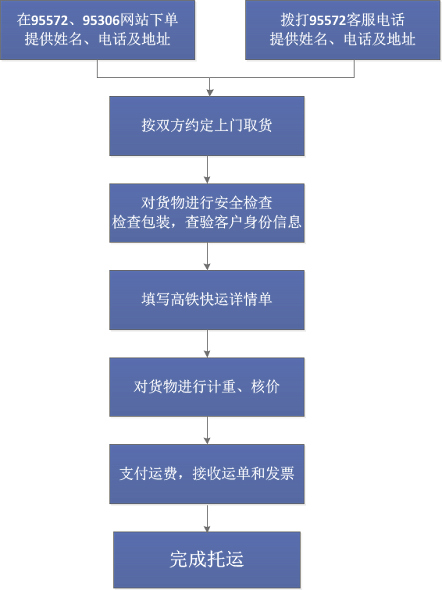 在95572、95306网站下单
提供姓名、电话及地址
拨打95572客服电话
提供姓名、电话及地址
按双方约定上门取货
对货物进行安全检查
检查包装，查验客户身份信息
填写高铁快运详情单
对货物进行计重、核价
支付运费，接收运单和发票
完成托运